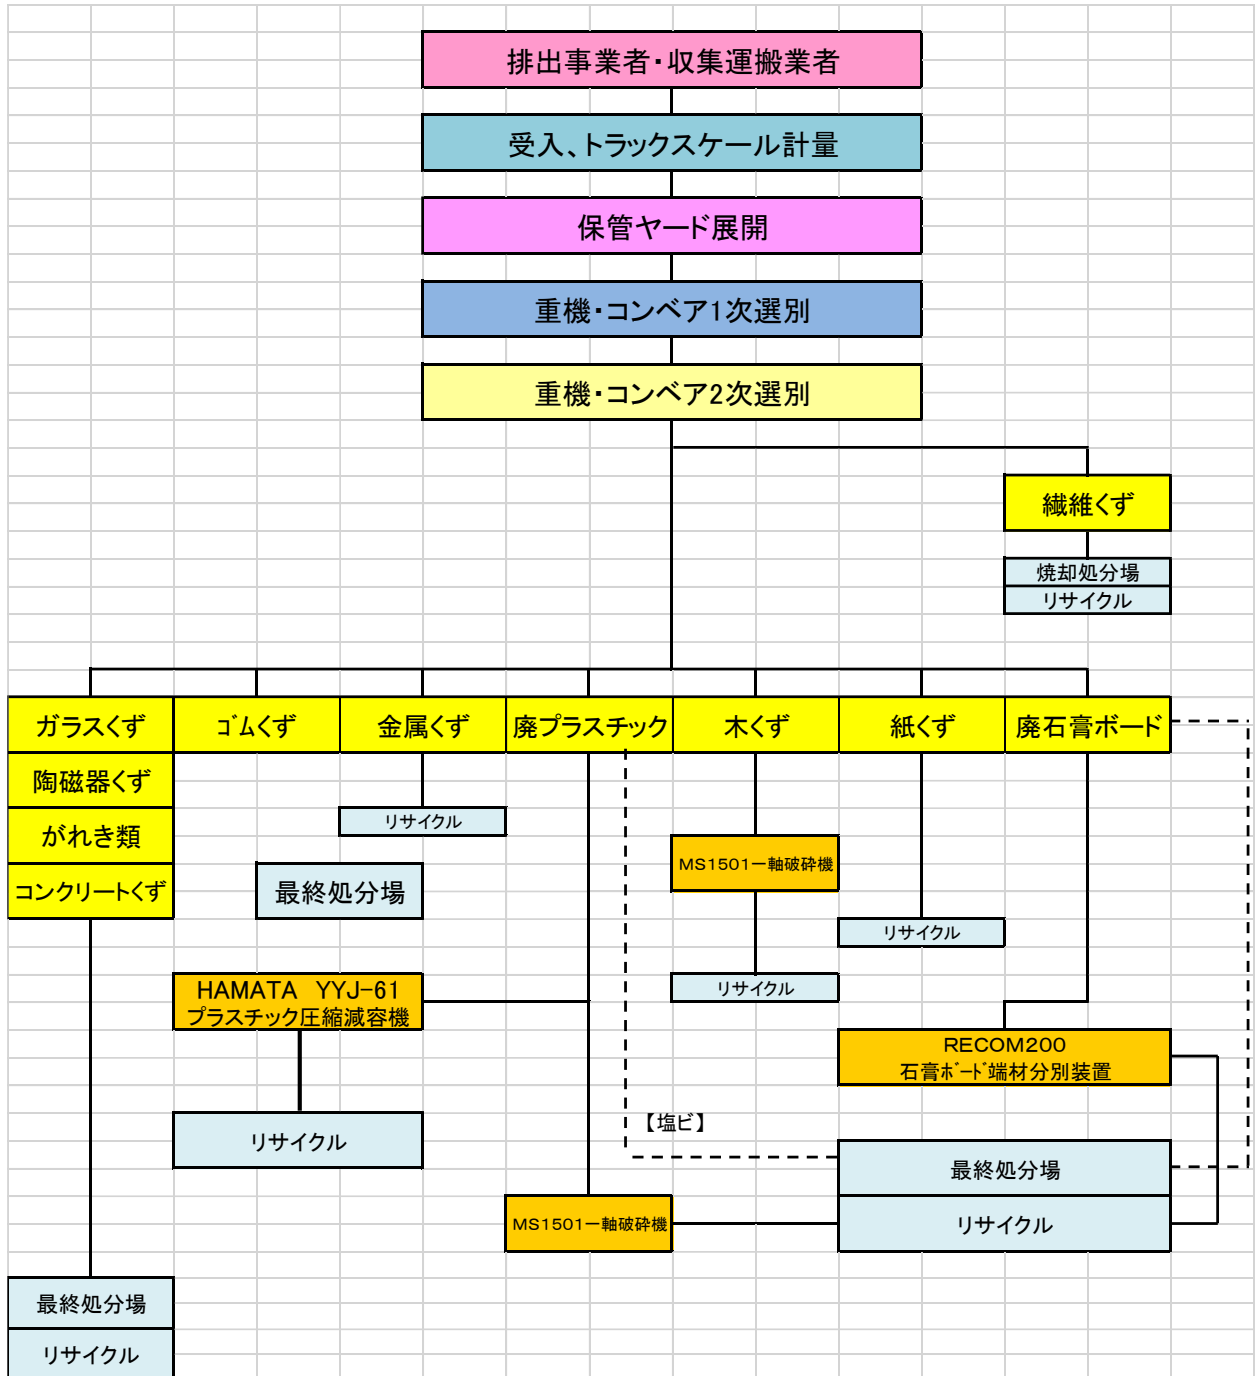 排出事業者・収集運搬業者
受入、トラックスケール計量
保管ヤード展開
重機・コンベア1次選別
重機・コンベア2次選別
繊維くず
焼却処分場
リサイクル
ガラスくず
ゴムくず
金属くず
廃プラスチック
木くず
紙くず
廃石膏ボード
陶磁器くず
がれき類
コンクリートくず
リサイクル
最終処分場
MS1501一軸破砕機
リサイクル
リサイクル
HAMATA YYJ-61
プラスチック圧縮減容機
RECOM200
石膏ボード端材分別装置
リサイクル
【塩ビ】
最終処分場
リサイクル
MS1501一軸破砕機
最終処分場
リサイクル